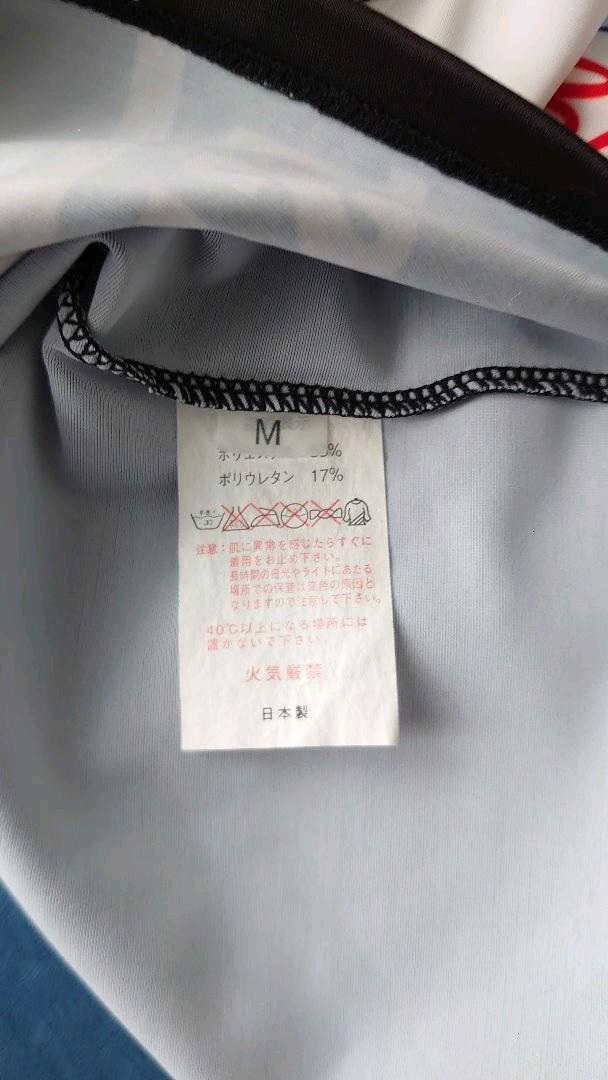 M
ポリウレタン 17%
手洗イ
30
注意：肌に異常を感じたらすぐに
着用をお止め下さい。
長時間の日光やライトにあたる
場所での保管は変色の原因と
なりますので注意して下さい。
40℃以上になる場所には
置かないで下さい。
火気厳禁
日本製